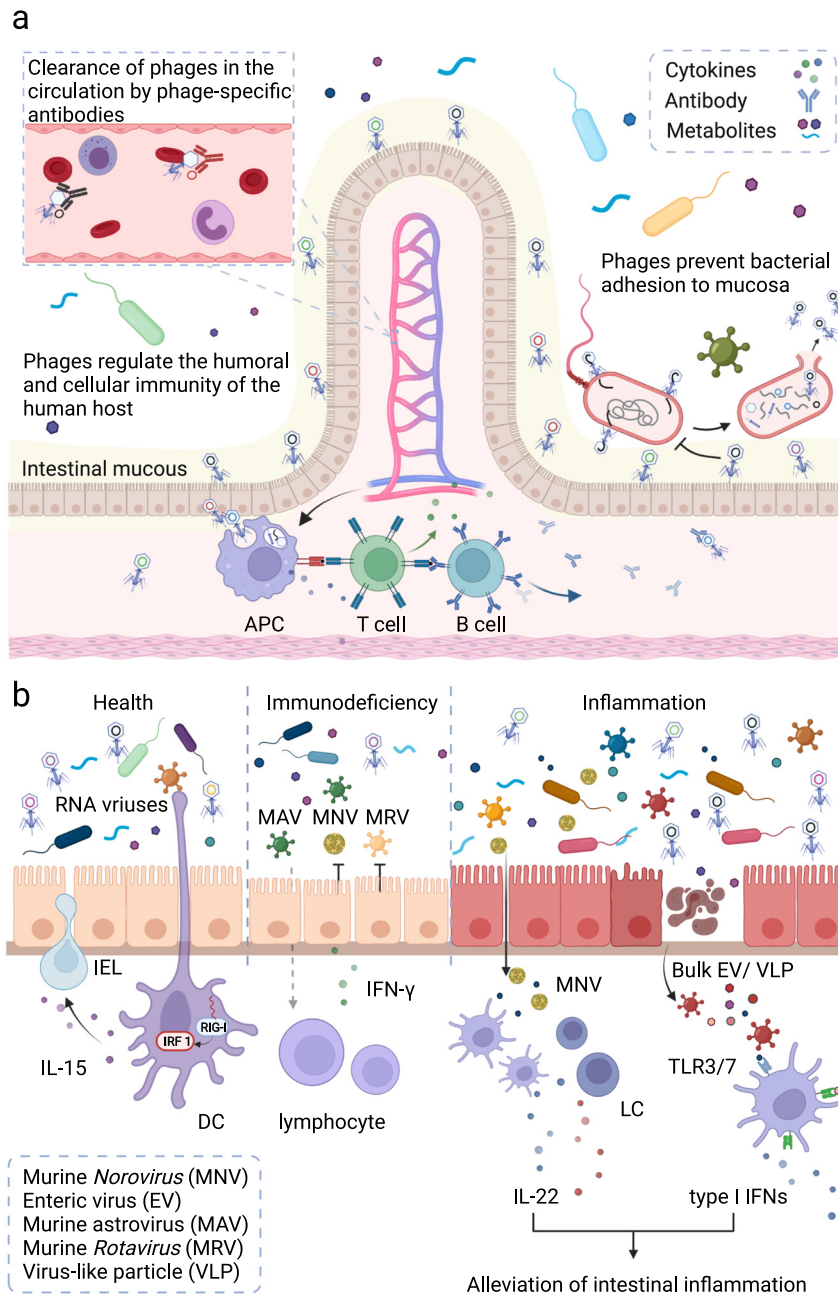 a
Clearance of phages in the
circulation by phage-specific
antibodies
Cytokines
Antibody
Metabolites
Phages prevent bacterial
adhesion to mucosa
Phages regulate the humoral
and cellular immunity of the
human host
Intestinal mucous
APC
T cell
B cell
b
Health
Immunodeficiency
Inflammation
RNA vriuses
MAV
MNV
MRV
IEL
IFN-γ
MNV
Bulk EV/ VLP
RIG-I
IRF 1
IL-15
TLR3/7
DC
lymphocyte
LC
IL-22
type I IFNs
Murine Norovirus (MNV)
Enteric virus (EV)
Murine astrovirus (MAV)
Murine Rotavirus (MRV)
Virus-like particle (VLP)
Alleviation of intestinal inflammation